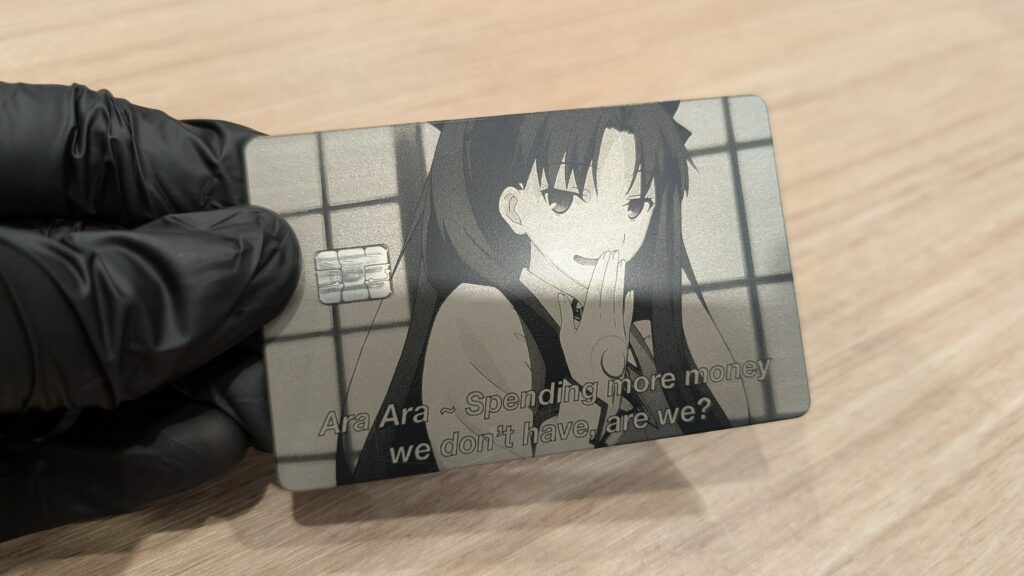 Ara Ara ~ Spending more money
we don't have, are we?